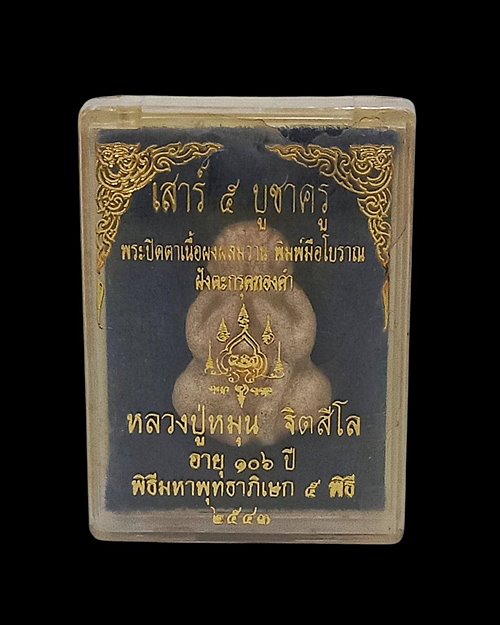 เสาร์ ๕ บูชาครู
พระปิดตาเนื้อผงผสมว่าน พิมพ์มือโบราณ
ฝังตะกรุดทองคำ
หลวงปู่หมุน ฐิตสีโล
อายุ ๑๐๖ ปี
พิธีมหาพุทธาภิเษก ๕ พิธี
๒๕๔๓